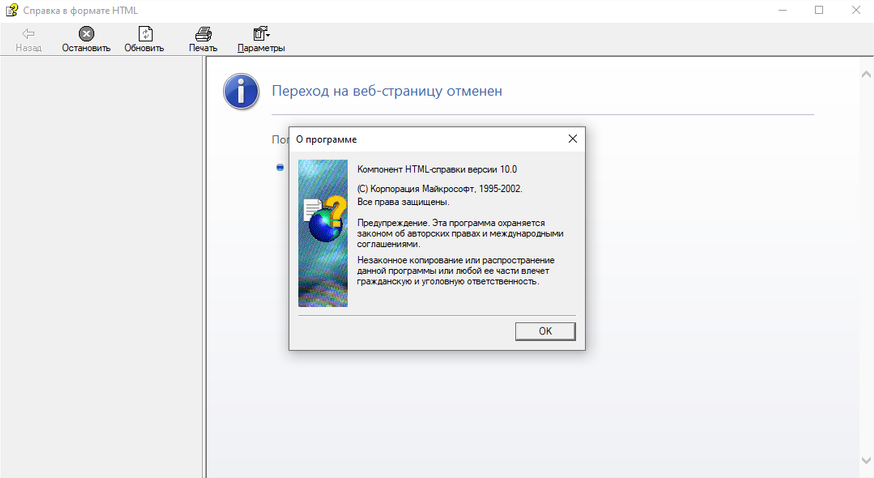 Справка в формате HTML
Назад
Остановить
Обновить
Печать
Параметры
Переход на веб-страницу отменен
О программе
Компонент HTML-справки версии 10.0
(C) Корпорация Майкрософт, 1995-2002.
Все права защищены.
Предупреждение. Эта программа охраняется
законом об авторских правах и международными
соглашениями.
Незаконное копирование или распространение
данной программы или любой ее части влечет
гражданскую и уголовную ответственность.
OK